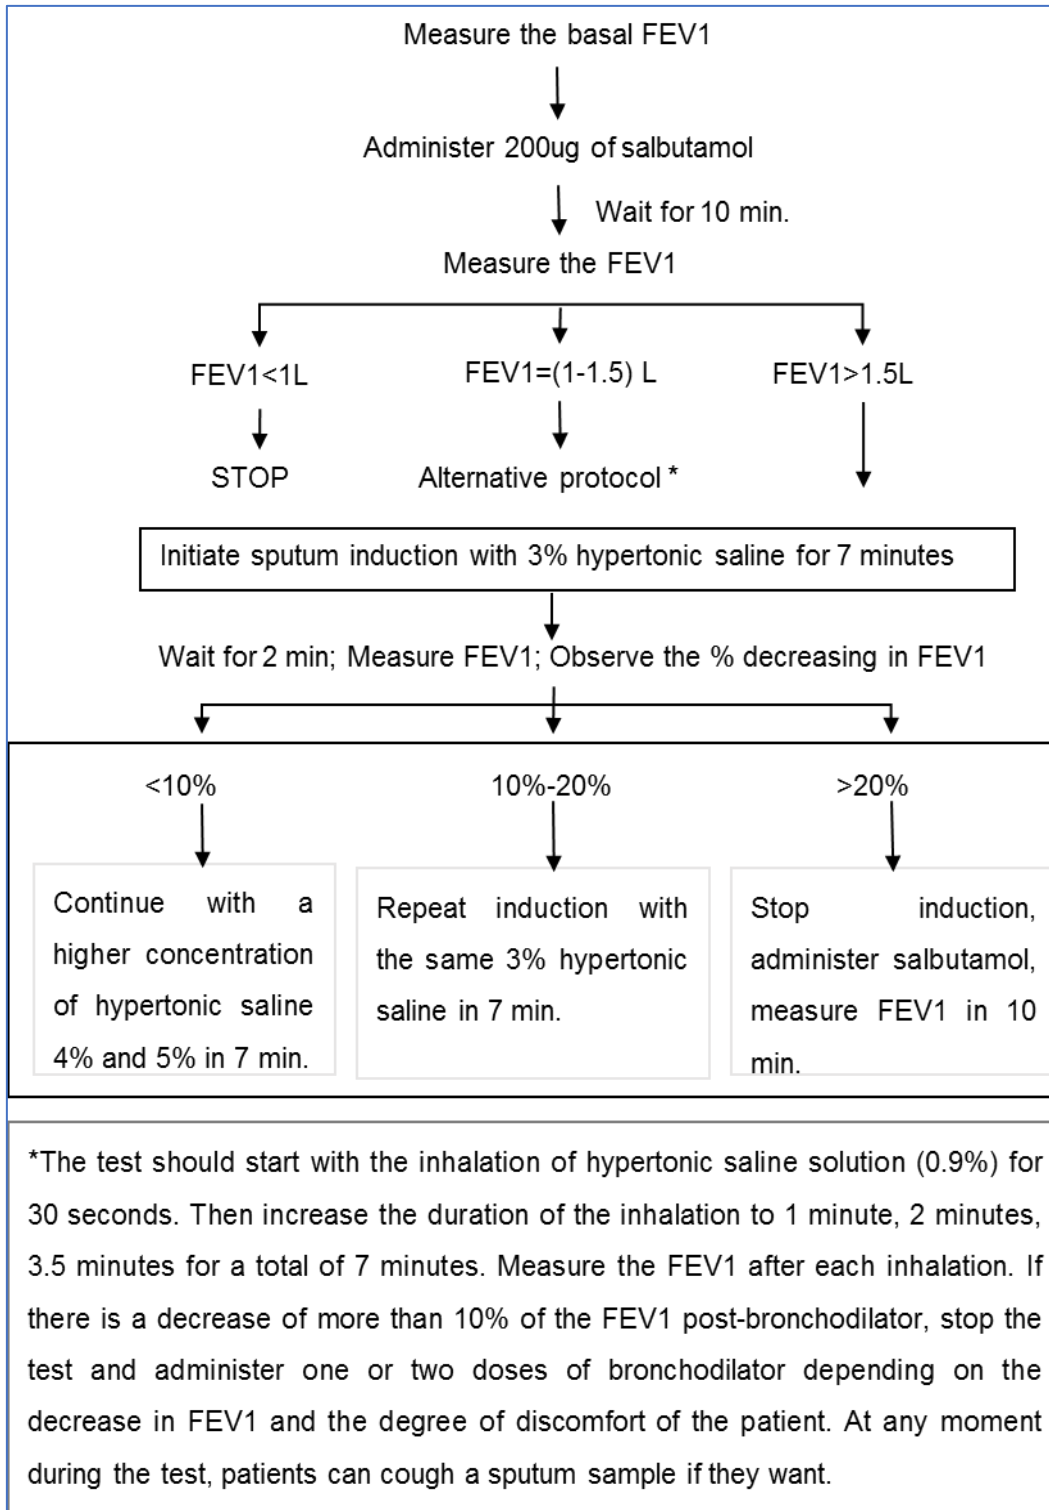 Measure the basal FEV1
Administer 200ug of salbutamol
Wait for 10 min.
Measure the FEV1
FEV1<1L
FEV1=(1-1.5) L
FEV1>1.5L
STOP
Alternative protocol *
Initiate sputum induction with 3% hypertonic saline for 7 minutes
Wait for 2 min; Measure FEV1; Observe the % decreasing in FEV1
<10%
10%-20%
>20%
Continue with a
higher concentration
of hypertonic saline
4% and 5% in 7 min.
Repeat induction with
the same 3% hypertonic
saline in 7 min.
Stop induction,
administer salbutamol,
measure FEV1 in 10
min.
*The test should start with the inhalation of hypertonic saline solution (0.9%) for
30 seconds. Then increase the duration of the inhalation to 1 minute, 2 minutes,
3.5 minutes for a total of 7 minutes. Measure the FEV1 after each inhalation. If
there is a decrease of more than 10% of the FEV1 post-bronchodilator, stop the
test and administer one or two doses of bronchodilator depending on the
decrease in FEV1 and the degree of discomfort of the patient. At any moment
during the test, patients can cough a sputum sample if they want.